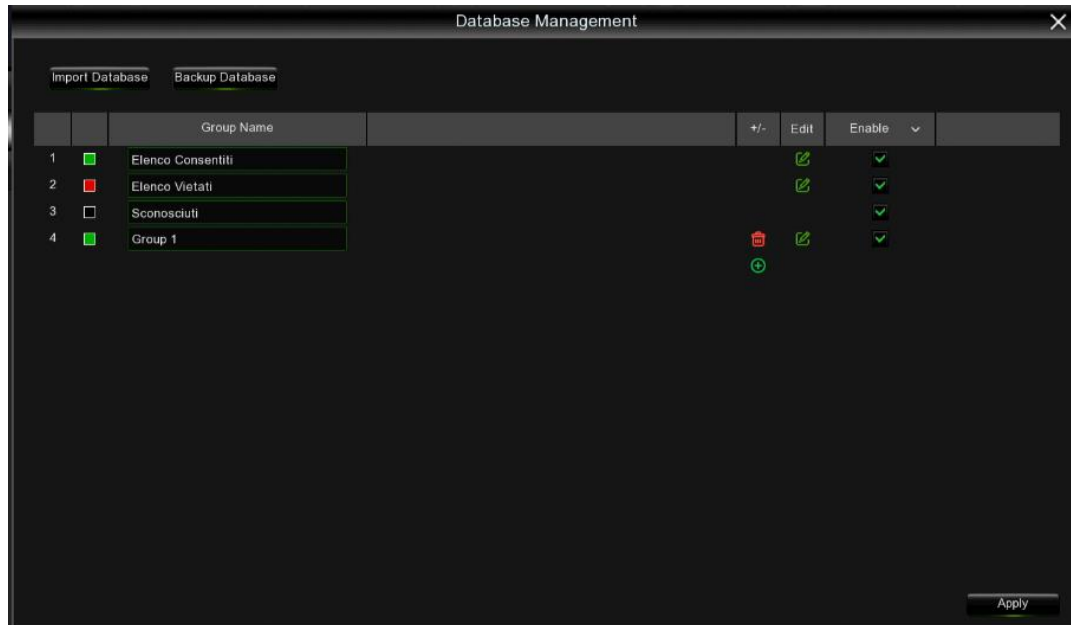 Database Management
Import Database Backup Database
Group Name +/- Edit Enable
1 Elenco Consentiti
2 Elenco Vietati
3 Sconosciuti
4 Group 1
Apply